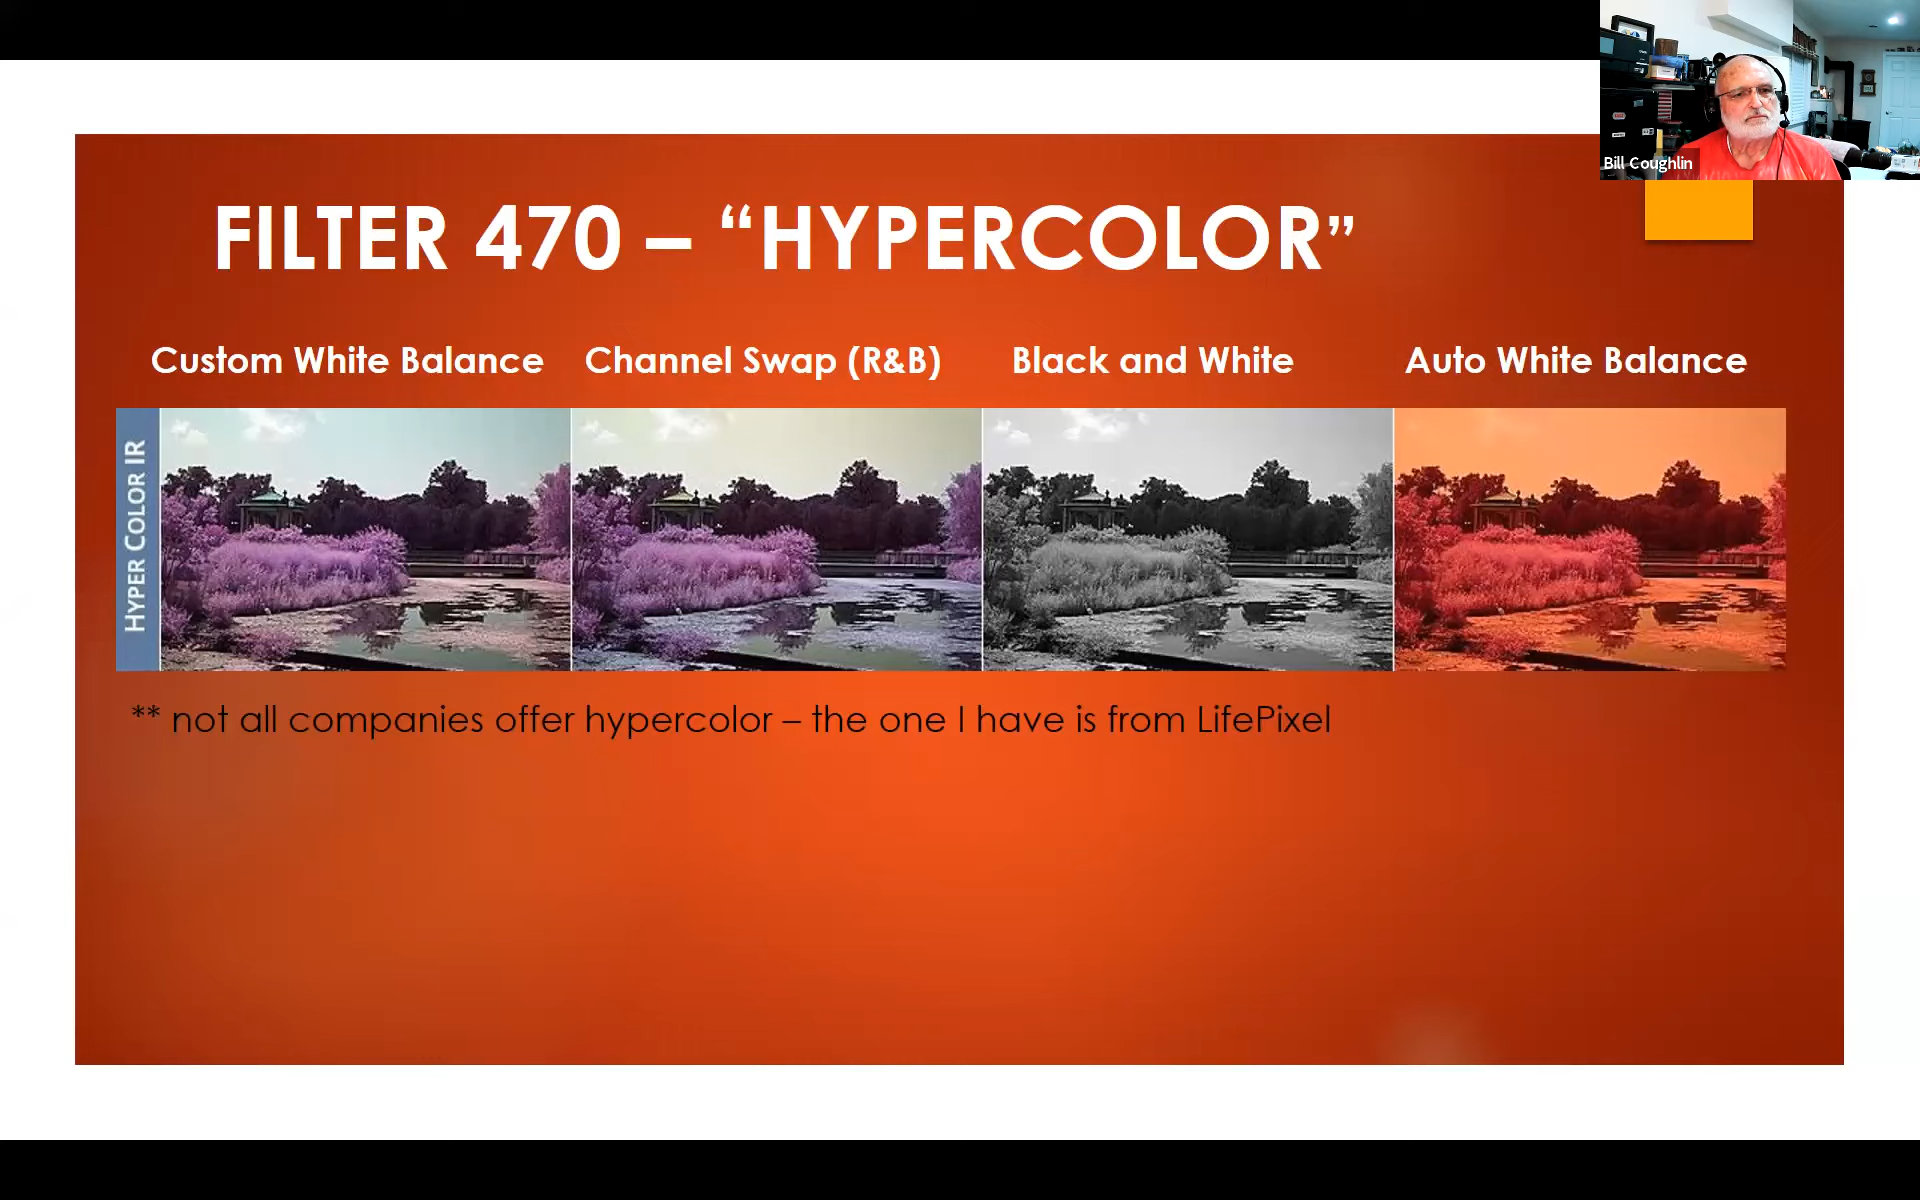 Bill Coughlin
FILTER 470 – “HYPERCOLOR”
Custom White Balance
Channel Swap (R&B)
Black and White
Auto White Balance
HYPER COLOR IR
** not all companies offer hypercolor – the one I have is from LifePixel